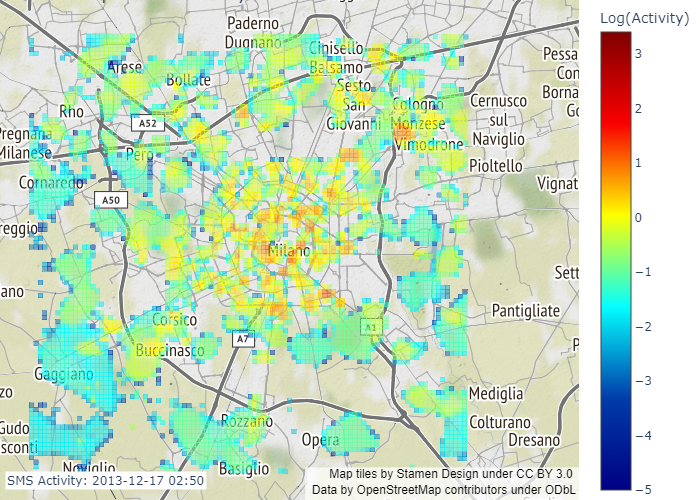 Log(Activity)
Paderno
Dugnano
Cinisello
Balsamo
Pessa
Con
Borna
Go
Arese
Bollate
Sesto
San
Giovanni
Cologno
Monzese
Cernusco
sul
Naviglio
Rho
A52
Pregnana
Milanese
Pero
Vimodrone
Pioltello
Cornaredo
A50
Vignat
reggio
Milano
Sett
ano
Pantigliate
Corsico
A7
A1
Buccinasco
P
Gaggiano
zo
Mediglia
Gudo
sconti
Rozzano
Opera
Colturano
Dresano
Noviglio
Basiglio
SMS Activity: 2013-12-17 02:50
Map tiles by Stamen Design under CC BY 3.0
Data by OpenStreetMap contributors under ODbL
3
2
1
0
−1
−2
−3
−4
−5